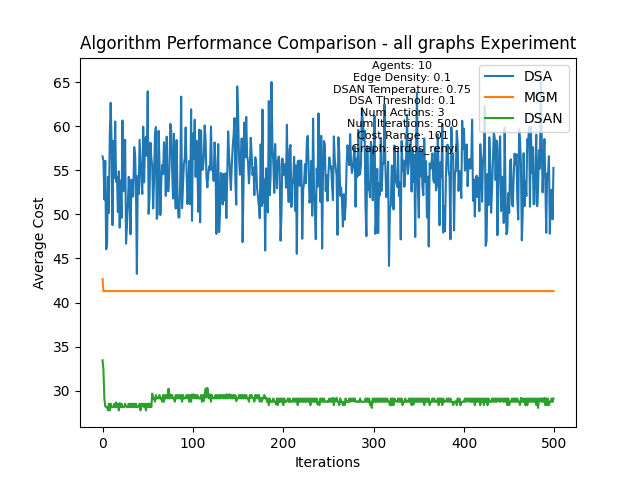 Algorithm Performance Comparison - all graphs Experiment
Agents: 10
Edge Density: 0.1
DSAN Temperature: 0.75
DSA Threshold: 0.1
Num Actions: 3
Num Iterations: 500
Cost Range: 101
Graph: erdos_renyi
DSA
MGM
DSAN
Average Cost
65
60
55
50
45
40
35
30
0
100
200
300
400
500
Iterations